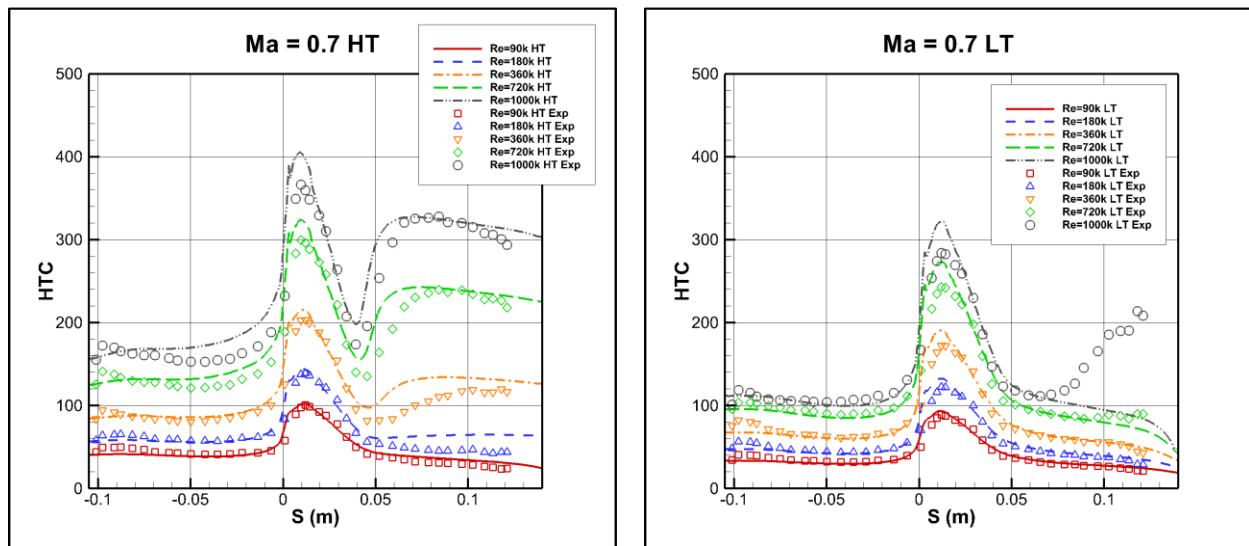 Ma = 0.7 HT
Re=90k HT
Re=180k HT
Re=360k HT
Re=720k HT
Re=1000k HT
Re=90k HT Exp
Re=180k HT Exp
Re=360k HT Exp
Re=720k HT Exp
Re=1000k HT Exp
HTC
500
400
300
200
100
0
-0.1
-0.05
0
0.05
0.1
S (m)
Ma = 0.7 LT
Re=90k LT
Re=180k LT
Re=360k LT
Re=720k LT
Re=1000k LT
Re=90k LT Exp
Re=180k LT Exp
Re=360k LT Exp
Re=720k LT Exp
Re=1000k LT Exp
HTC
500
400
300
200
100
0
-0.1
-0.05
0
0.05
0.1
S (m)